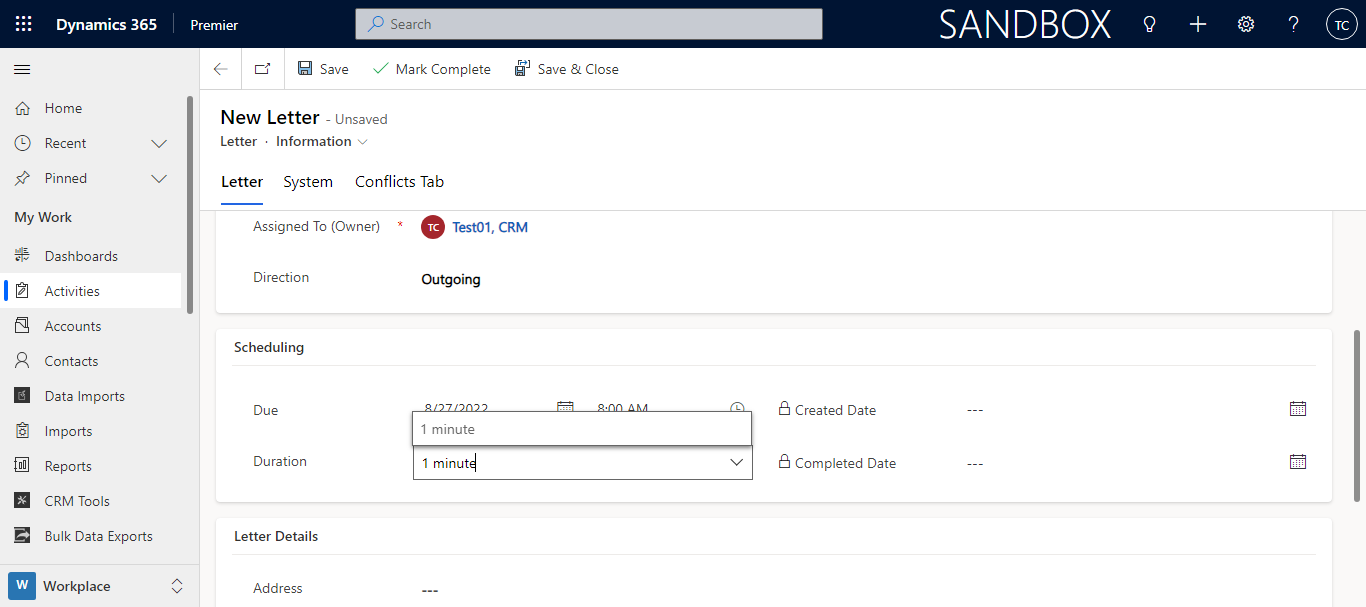 Dynamics 365 Premier Search SANDBOX ? TC
Save Mark Complete Save & Close
Home
Recent
Pinned
My Work
Dashboards
Activities
Accounts
Contacts
Data Imports
Imports
Reports
CRM Tools
Bulk Data Exports
W Workplace
New Letter - Unsaved
Letter · Information
Letter System Conflicts Tab
Assigned To (Owner) * TC Test01, CRM
Direction Outgoing
Scheduling
Due 8/27/2022 8:00 AM Created Date ---
1 minute
Duration 1 minute Completed Date ---
Letter Details
Address ---